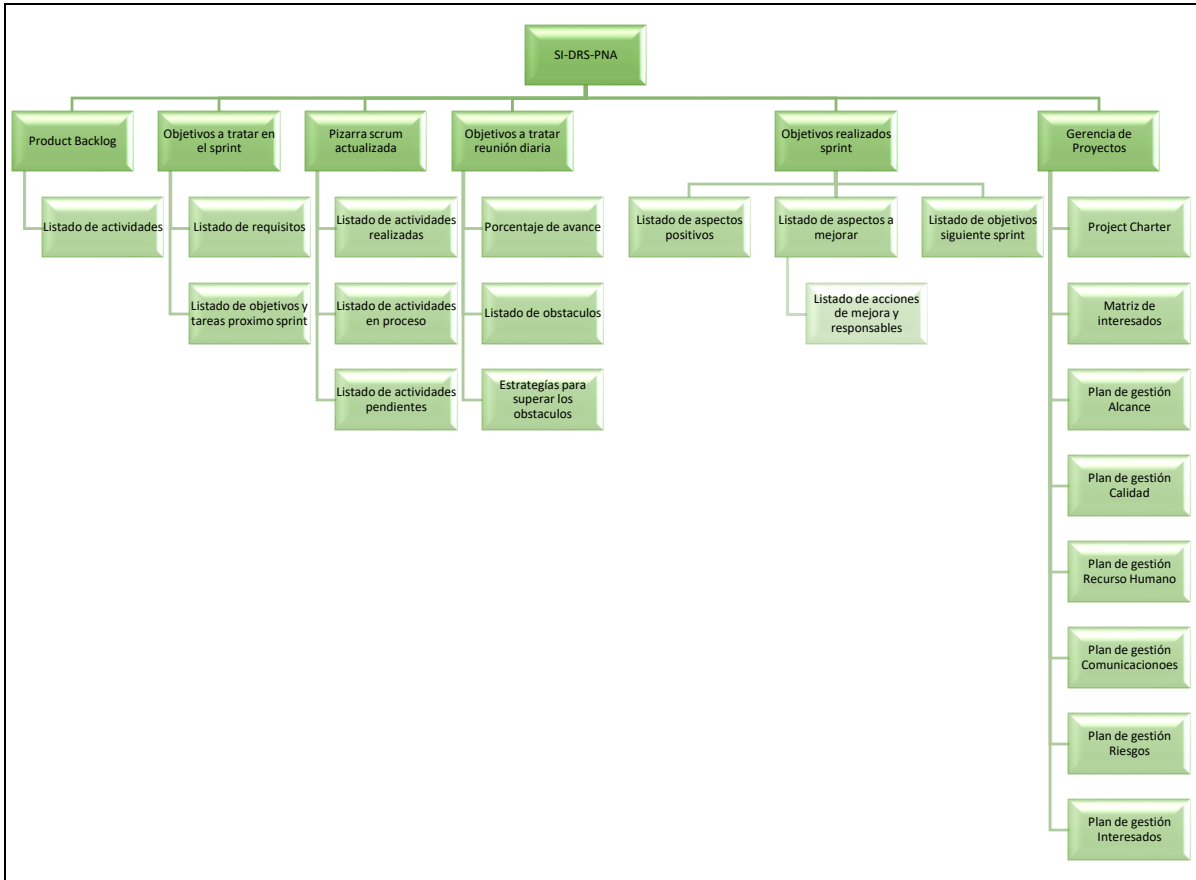 SI-DRS-PNA
Product Backlog
Listado de actividades
Objetivos a tratar en
el sprint
Listado de requisitos
Listado de objetivos y
tareas proximo sprint
Pizarra scrum
actualizada
Listado de actividades
realizadas
Listado de actividades
en proceso
Listado de actividades
pendientes
Objetivos a tratar
reunión diaria
Porcentaje de avance
Listado de obstaculos
Estrategías para
superar los
obstaculos
Objetivos realizados
sprint
Listado de aspectos
positivos
Listado de aspectos a
mejorar
Listado de acciones
de mejora y
responsables
Listado de objetivos
siguiente sprint
Gerencia de
Proyectos
Project Charter
Matriz de
interesados
Plan de gestión
Alcance
Plan de gestión
Calidad
Plan de gestión
Recurso Humano
Plan de gestión
Comunicacionoes
Plan de gestión
Riesgos
Plan de gestión
Interesados